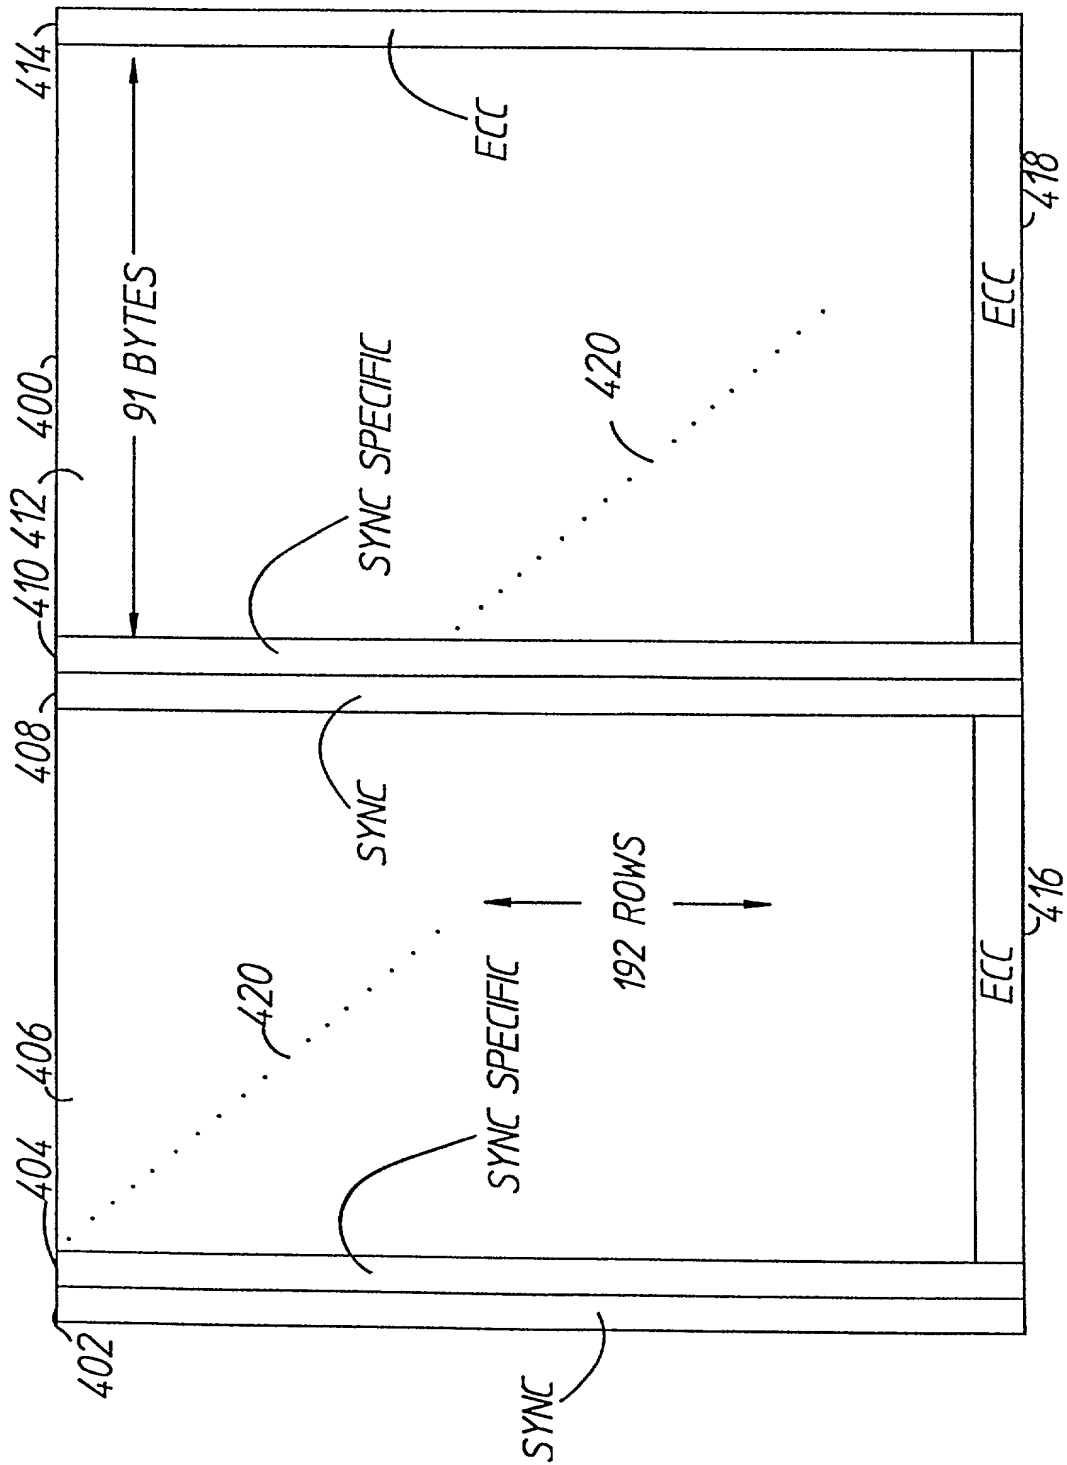 402
404
406
408
410
412
400
414
91 BYTES
420
SYNC
SYNC SPECIFIC
ECC
SYNC SPECIFIC
192 ROWS
420
SYNC
ECC
ECC
416
418